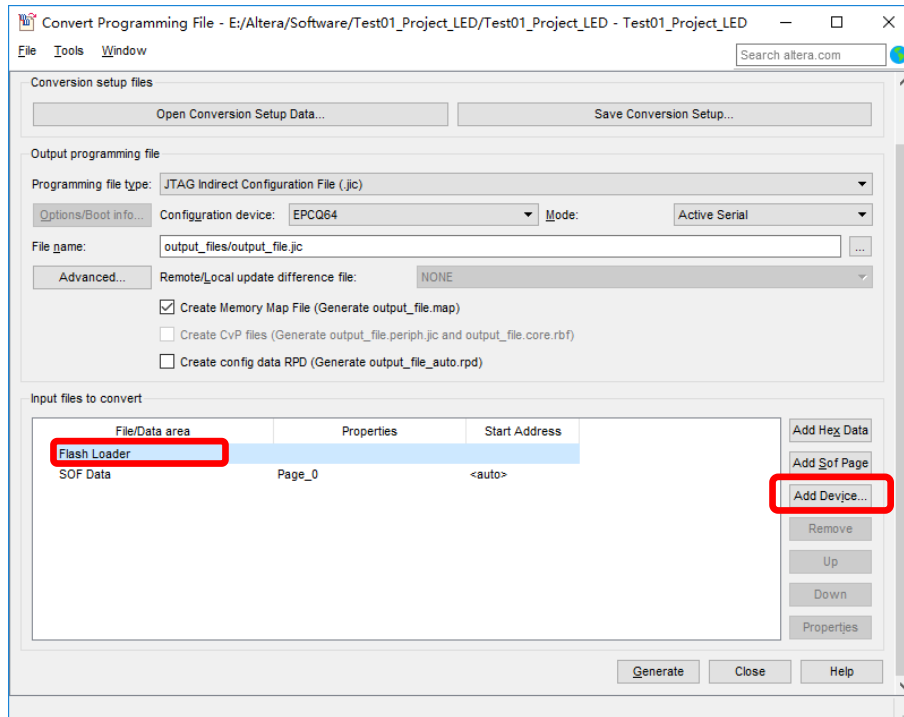 Convert Programming File - E:/Altera/Software/Test01_Project_LED/Test01_Project_LED - Test01_Project_LED
File Tools Window
Search altera.com
Conversion setup files
Open Conversion Setup Data... Save Conversion Setup...
Output programming file
Programming file type: JTAG Indirect Configuration File (.jic)
Options/Boot info... Configuration device: EPCQ64 Mode: Active Serial
File name: output_files/output_file.jic ...
Advanced... Remote/Local update difference file: NONE
Create Memory Map File (Generate output_file.map)
Create CvP files (Generate output_file.periph.jic and output_file.core.rbf)
Create config data RPD (Generate output_file_auto.rpd)
Input files to convert
File/Data area Properties Start Address Add Hex Data
Flash Loader
SOF Data Page_0 <auto> Add Sof Page
Add Device...
Remove
Up
Down
Properties
Generate Close Help